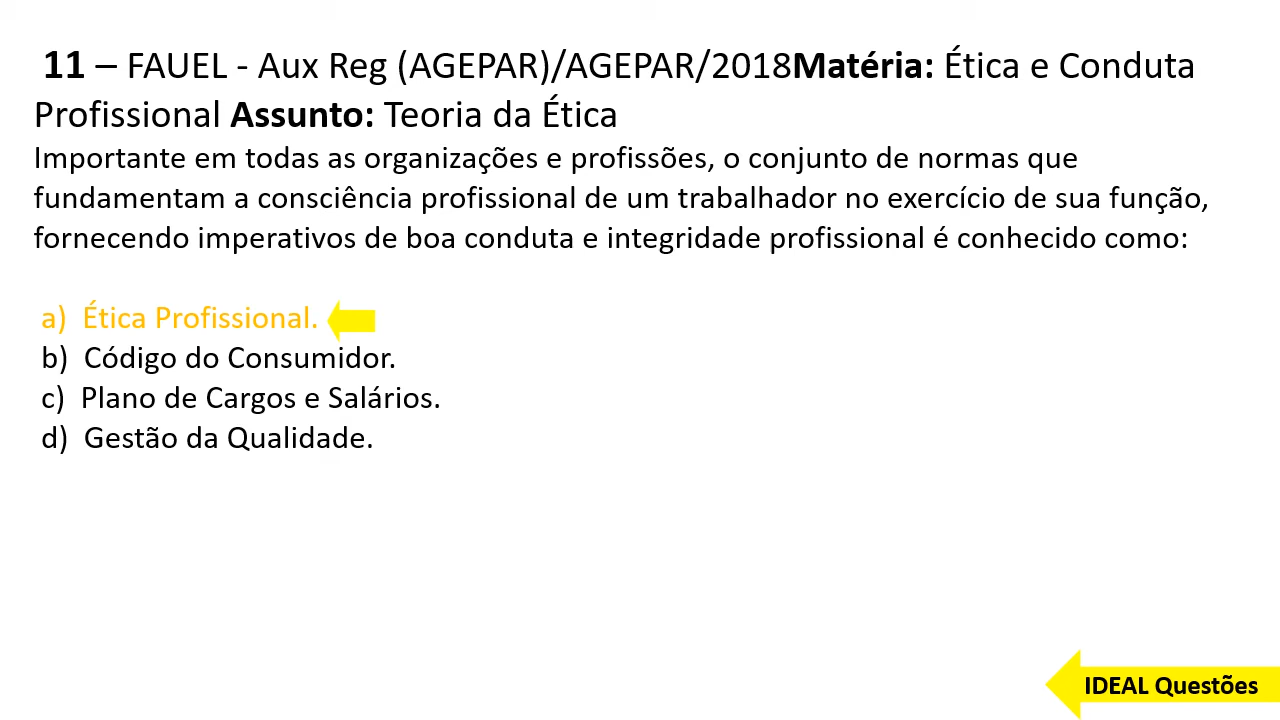 11 – FAUEL - Aux Reg (AGEPAR)/AGEPAR/2018Matéria: Ética e Conduta
Profissional Assunto: Teoria da Ética
Importante em todas as organizações e profissões, o conjunto de normas que
fundamentam a consciência profissional de um trabalhador no exercício de sua função,
fornecendo imperativos de boa conduta e integridade profissional é conhecido como:
a) Ética Profissional.
b) Código do Consumidor.
c) Plano de Cargos e Salários.
d) Gestão da Qualidade.
IDEAL Questões